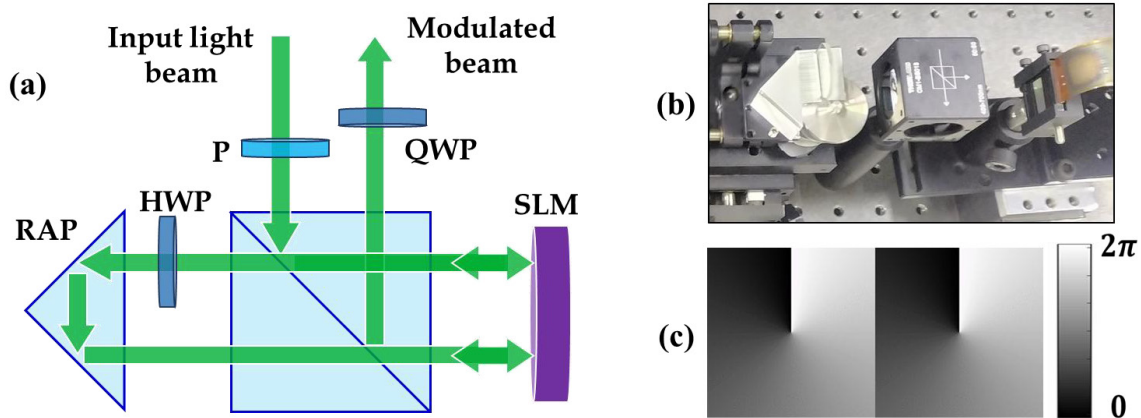 (a)
Input light
beam
Modulated
beam
P
QWP
HWP
RAP
SLM
(b)
(c)
2π
0